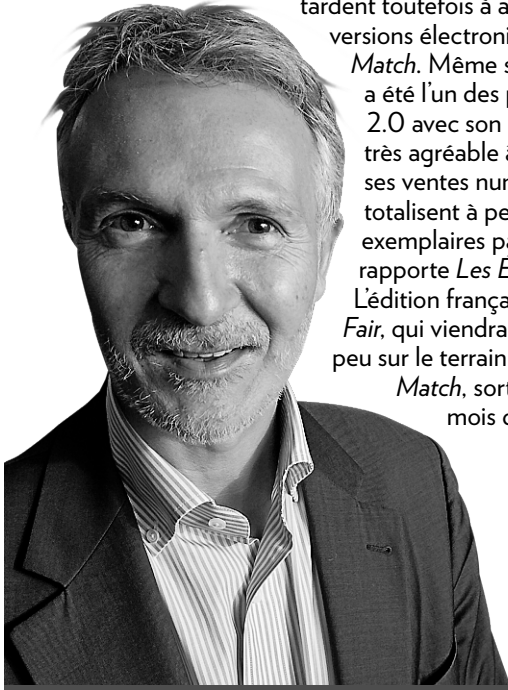 tardent toutefois à a
versions électroni
Match. Même s
a été l'un des p
2.0 avec son
très agréable à
ses ventes num
totalisent à pe
exemplaires pa
rapporte Les É
L'édition frança
Fair, qui viendra
peu sur le terrain
Match, sort
mois d